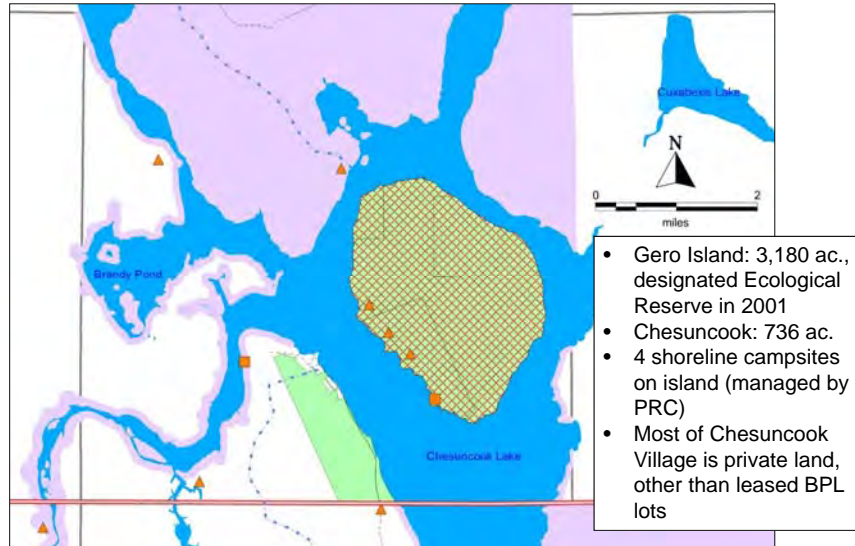 Cuxabexis Lake
N
0 2
miles
Brandy Pond
Chesuncook Lake
• Gero Island: 3,180 ac.,
designated Ecological
Reserve in 2001
• Chesuncook: 736 ac.
• 4 shoreline campsites
on island (managed by
PRC)
• Most of Chesuncook
Village is private land,
other than leased BPL
lots